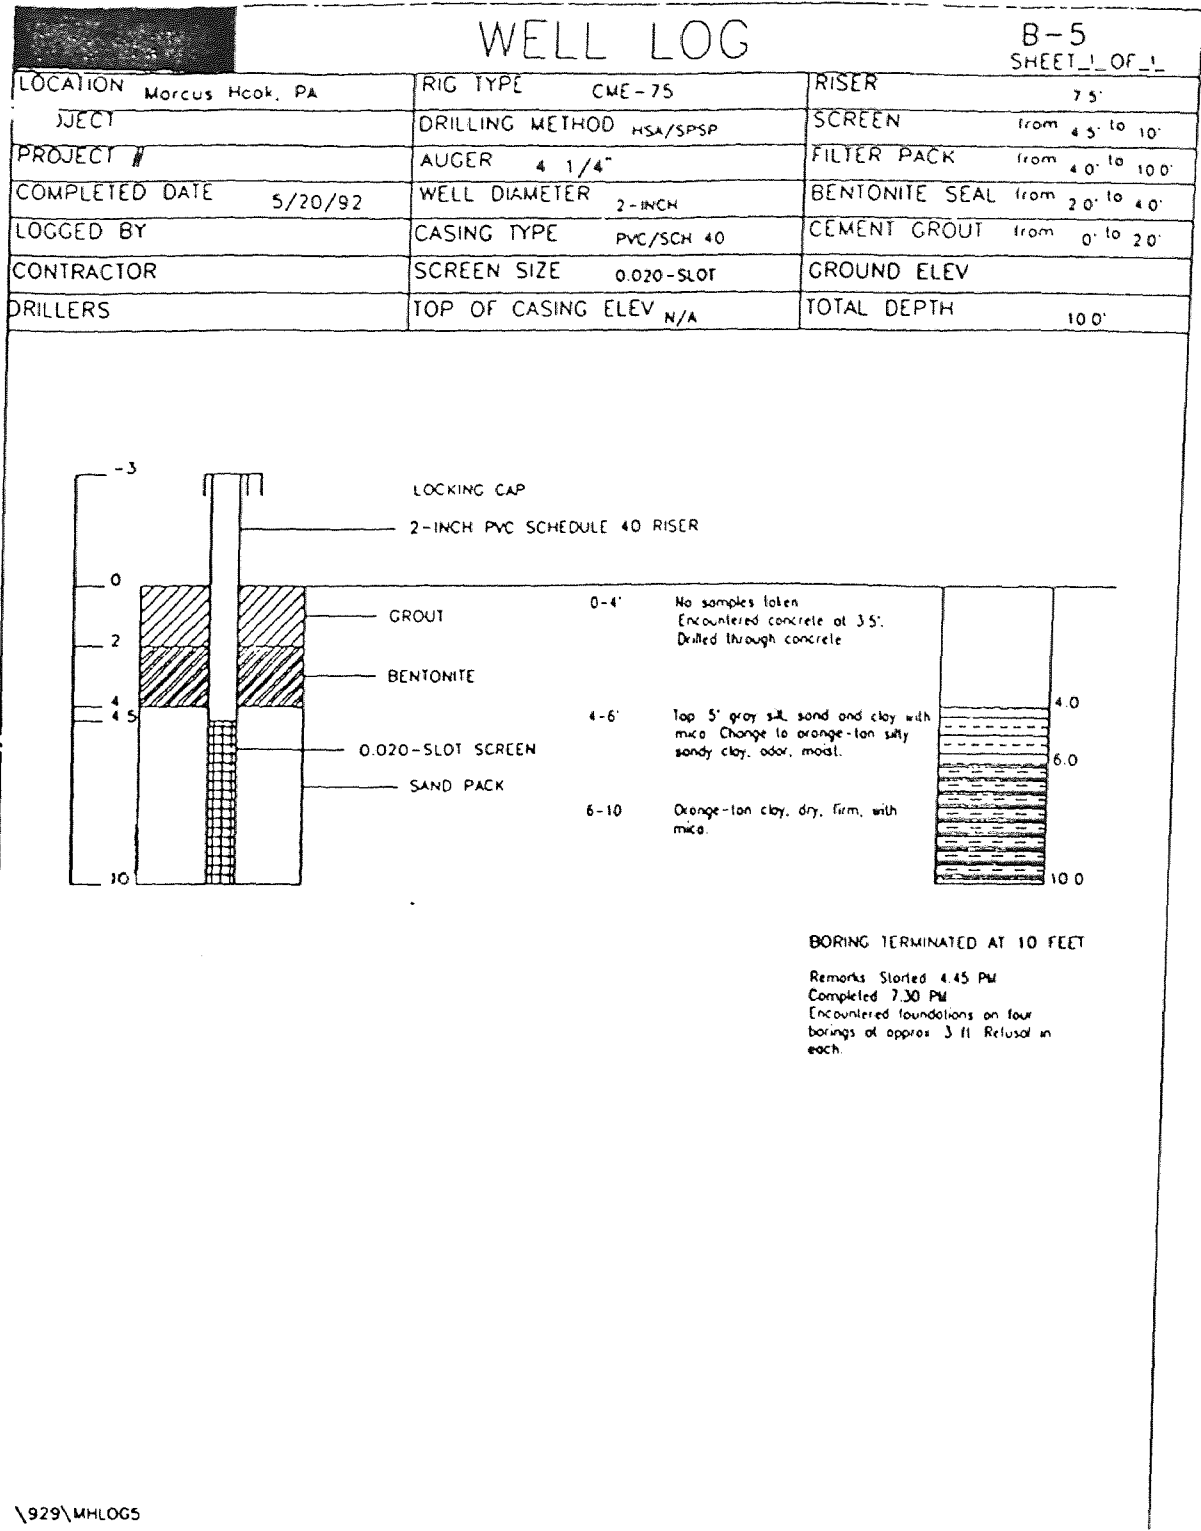 WELL LOG
B-5
SHEET 1 OF 1
LOCATION Marcus Hook, PA
RIG TYPE CME-75
RISER 7.5'
JECT
DRILLING METHOD HSA/SPSP
SCREEN from 4.5' to 10'
PROJECT #
AUGER 4 1/4"
FILTER PACK from 4.0' to 10.0'
COMPLETED DATE 5/20/92
WELL DIAMETER 2-INCH
BENTONITE SEAL from 2.0' to 4.0'
LOGGED BY
CASING TYPE PVC/SCH 40
CEMENT GROUT from 0' to 2.0'
CONTRACTOR
SCREEN SIZE 0.020-SLOT
GROUND ELEV
DRILLERS
TOP OF CASING ELEV N/A
TOTAL DEPTH 10.0'
-3
LOCKING CAP
2-INCH PVC SCHEDULE 40 RISER
0
GROUT
0-4' No samples taken
Encountered concrete at 3.5'.
Drilled through concrete
2
BENTONITE
4
4.5
4-6' Top .5' gray silt, sand and clay with
mica. Change to orange-tan silty
sandy clay, odor, moist.
4.0
0.020-SLOT SCREEN
6.0
SAND PACK
6-10 Orange-tan clay, dry, firm, with
mica.
10
10.0
BORING TERMINATED AT 10 FEET
Remarks Started 4.45 PM
Completed 7.30 PM
Encountered foundations on four
borings at approx 3 ft Refusal in
each.
\929\MHLOG5